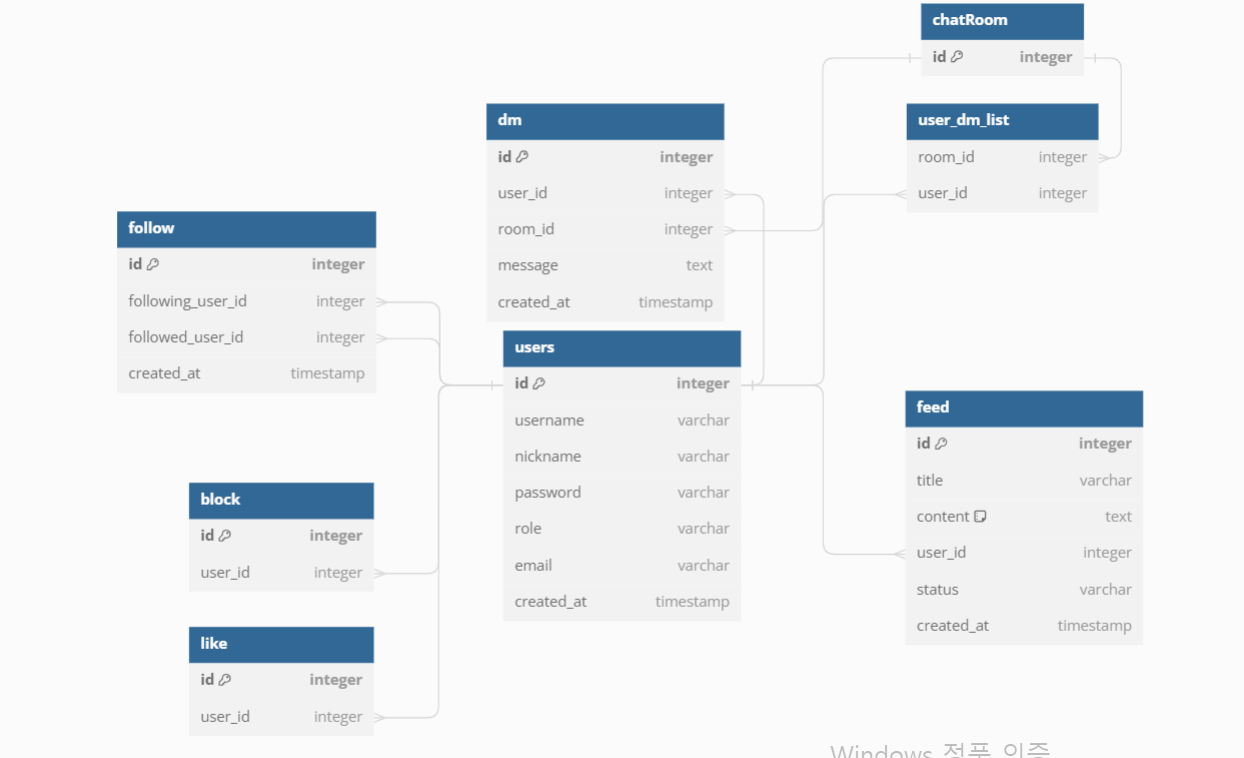 chatRoom
id integer
dm
id integer
user_id integer
room_id integer
message text
created_at timestamp
user_dm_list
room_id integer
user_id integer
follow
id integer
following_user_id integer
followed_user_id integer
created_at timestamp
users
id integer
username varchar
nickname varchar
password varchar
role varchar
email varchar
created_at timestamp
feed
id integer
title varchar
content text
user_id integer
status varchar
created_at timestamp
block
id integer
user_id integer
like
id integer
user_id integer
Windows 정품 인증